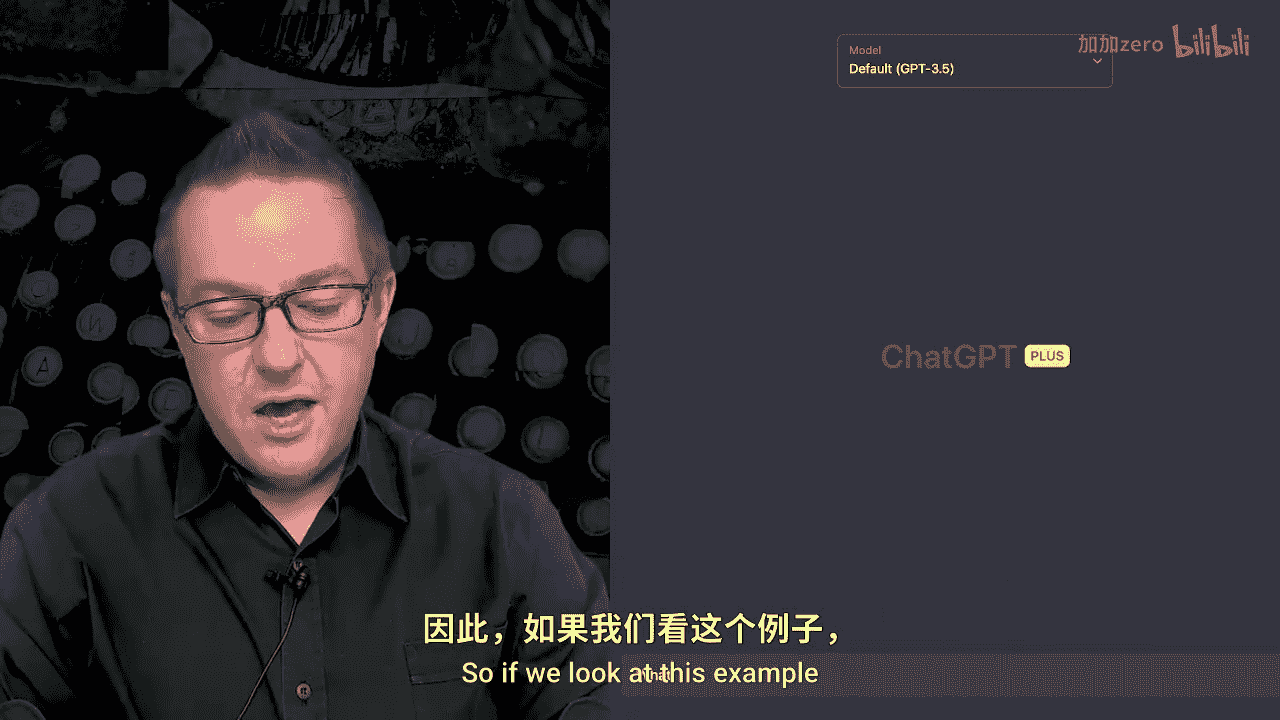 Model
Default (GPT-3.5)
加加zero bilibili
ChatGPT PLUS
因此，如果我们看这个例子，
So if we look at this example